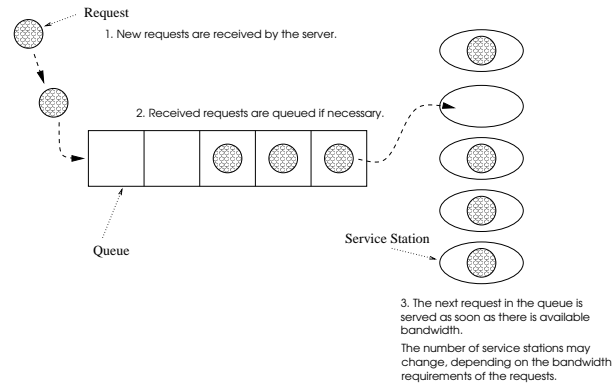 Request
1. New requests are received by the server.
2. Received requests are queued if necessary.
Queue
Service Station
3. The next request in the queue is
served as soon as there is available
bandwidth.
The number of service stations may
change, depending on the bandwidth
requirements of the requests.